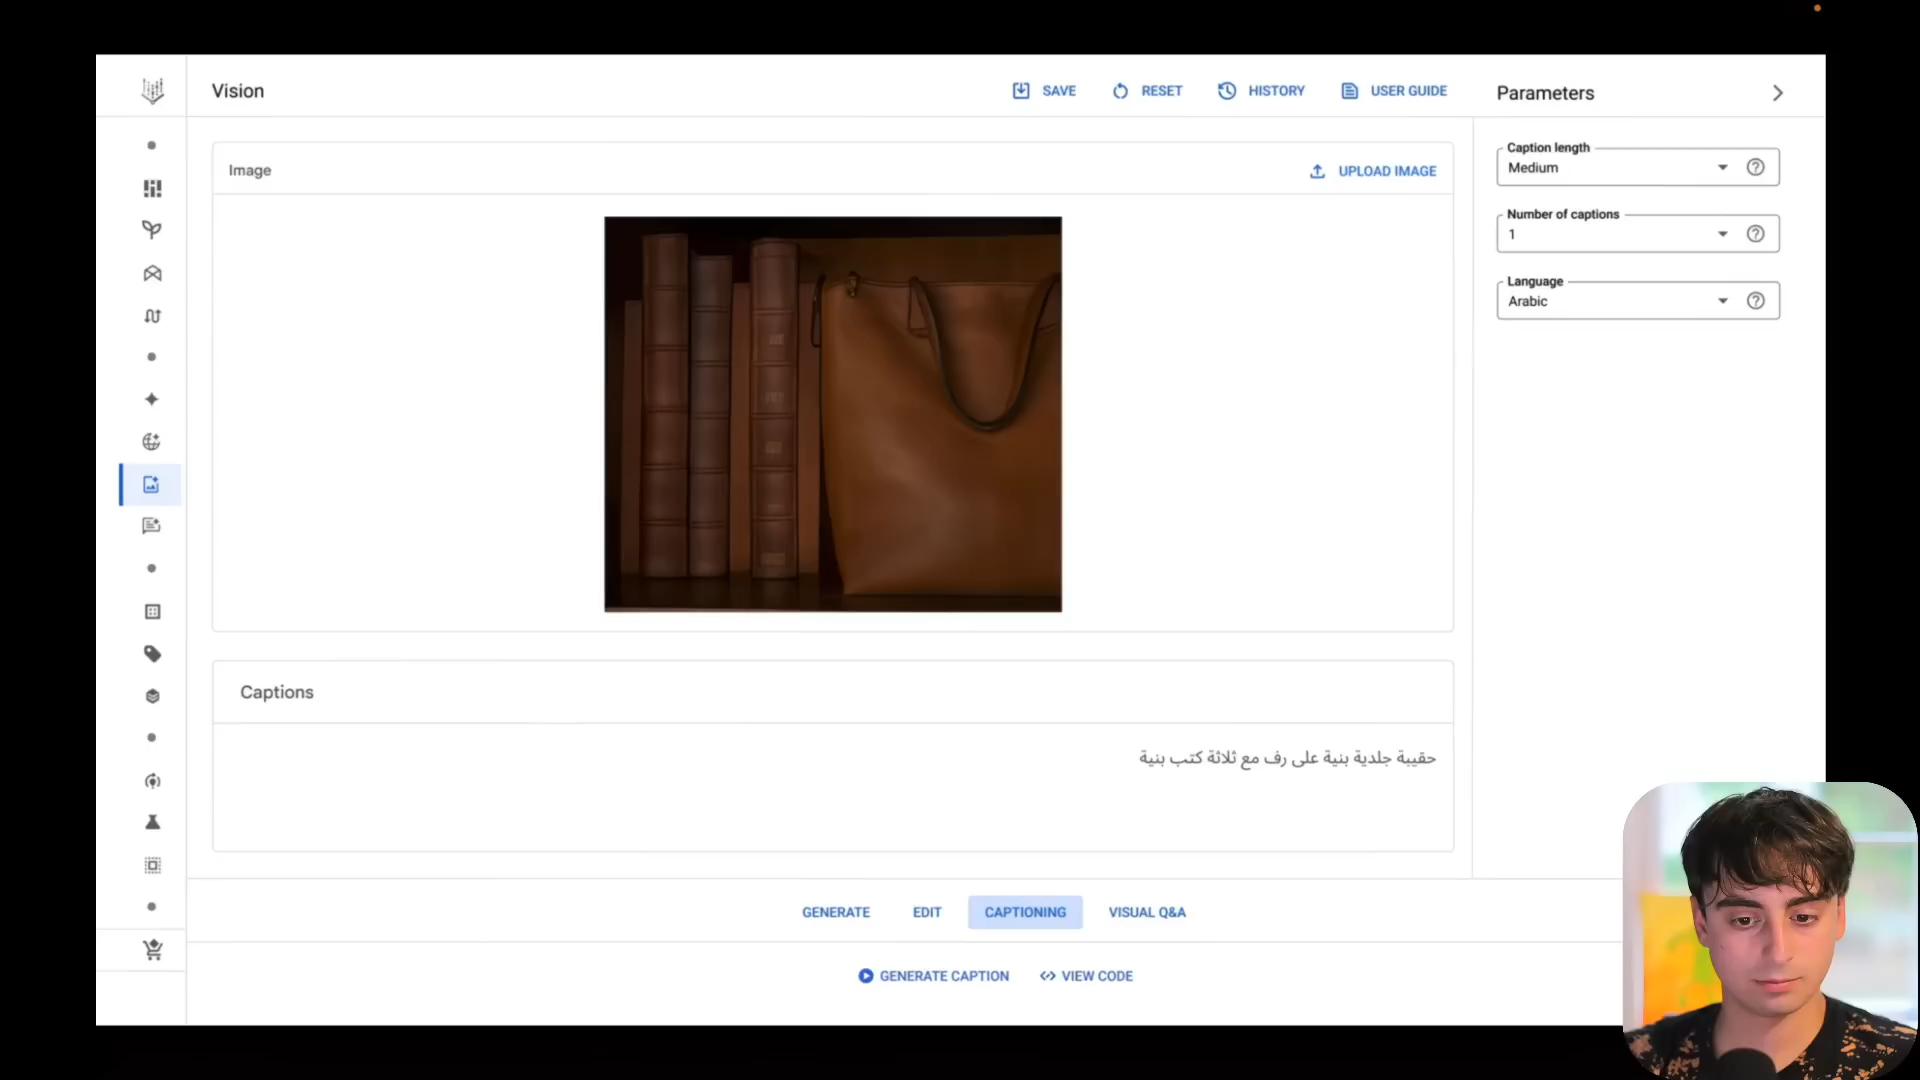 Vision
SAVE
RESET
HISTORY
USER GUIDE
Parameters
Image
UPLOAD IMAGE
Caption length
Medium
Number of captions
1
Language
Arabic
Captions
حقيبة جلدية بنية على رف مع ثلاثة كتب بنية
GENERATE
EDIT
CAPTIONING
VISUAL Q&A
GENERATE CAPTION
VIEW CODE